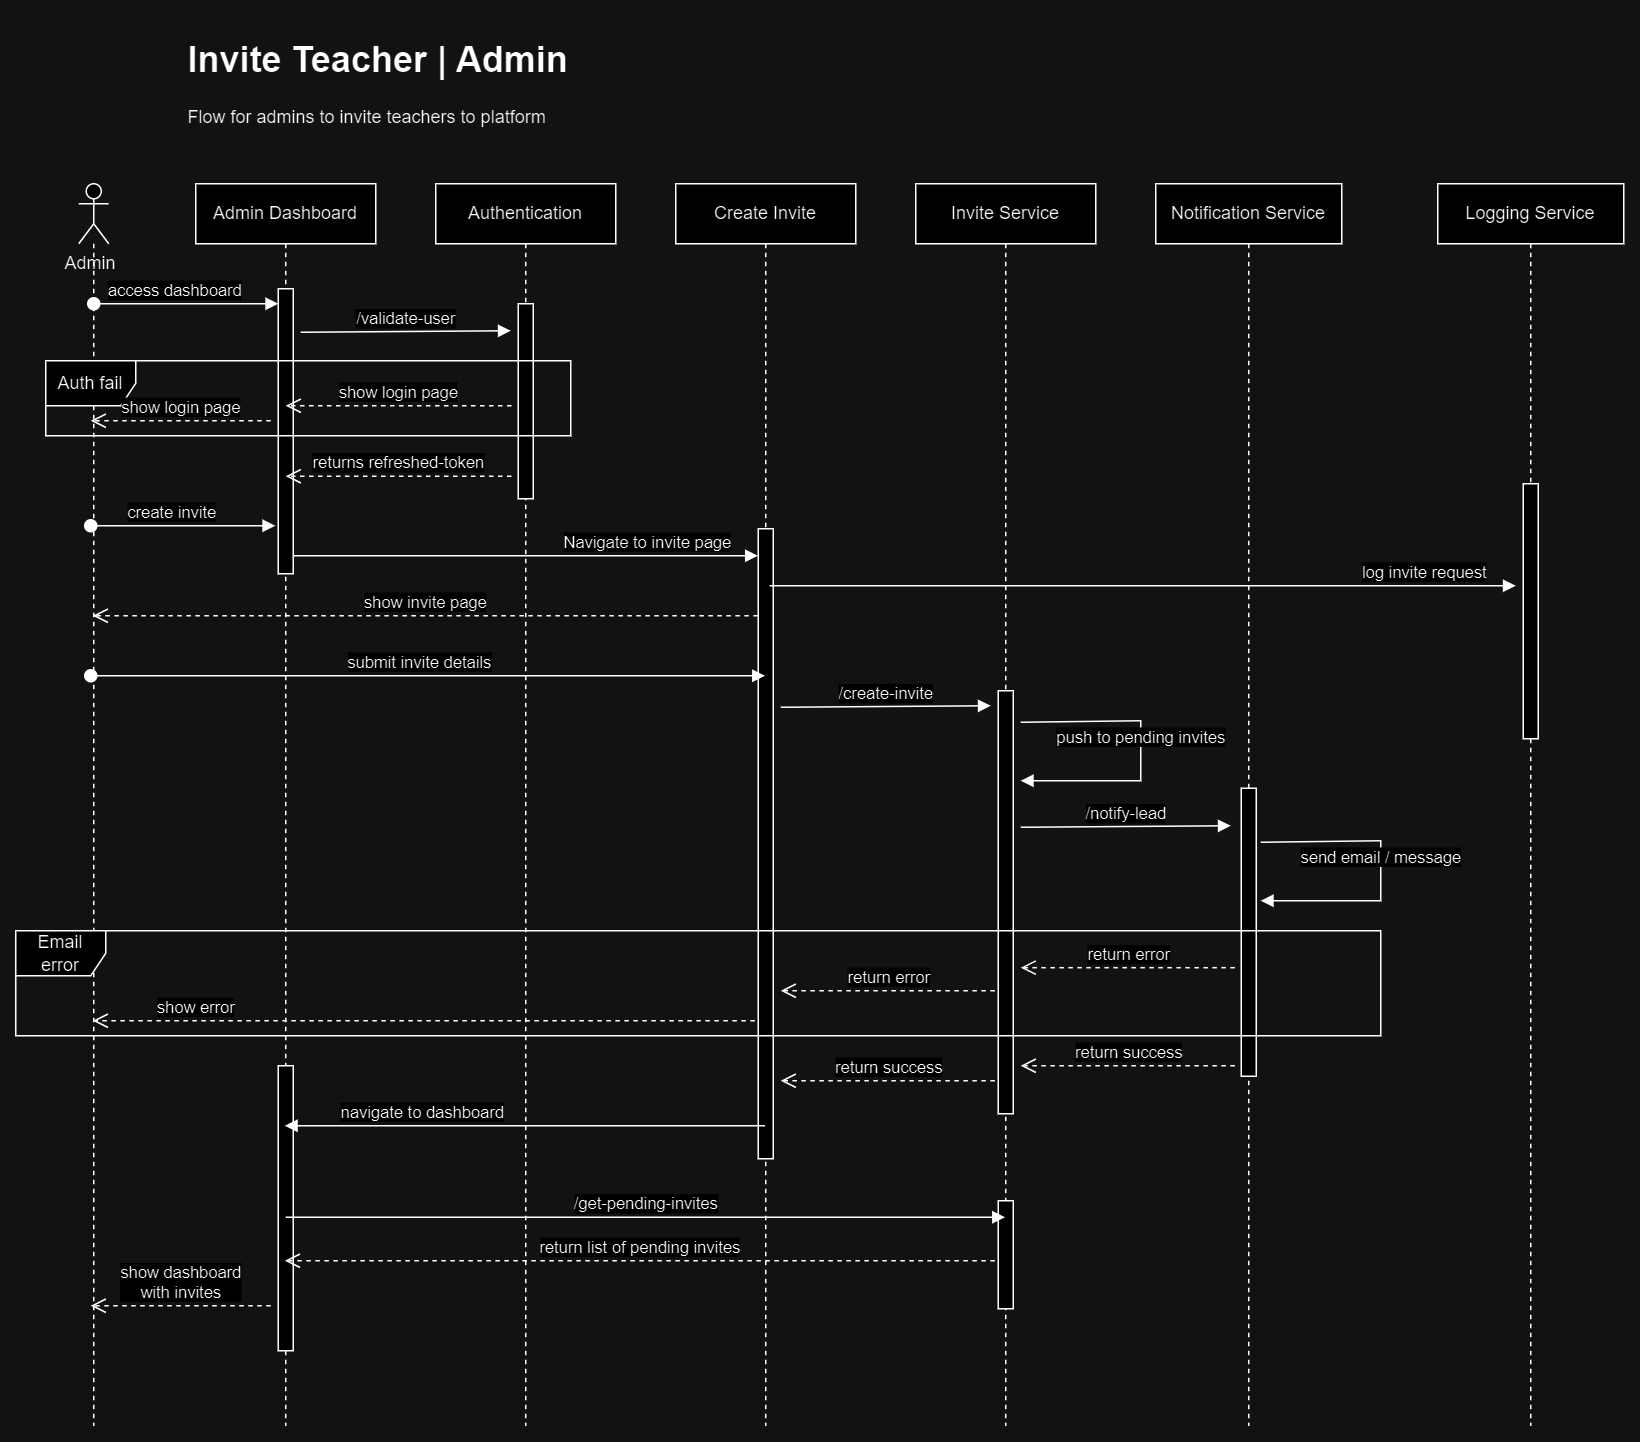 Invite Teacher | Admin
Flow for admins to invite teachers to platform
Admin
Admin Dashboard
Authentication
Create Invite
Invite Service
Notification Service
Logging Service
access dashboard
/validate-user
Auth fail
show login page
show login page
returns refreshed-token
create invite
Navigate to invite page
log invite request
show invite page
submit invite details
/create-invite
push to pending invites
/notify-lead
send email / message
Email
error
return error
return error
show error
return success
return success
navigate to dashboard
/get-pending-invites
return list of pending invites
show dashboard
with invites